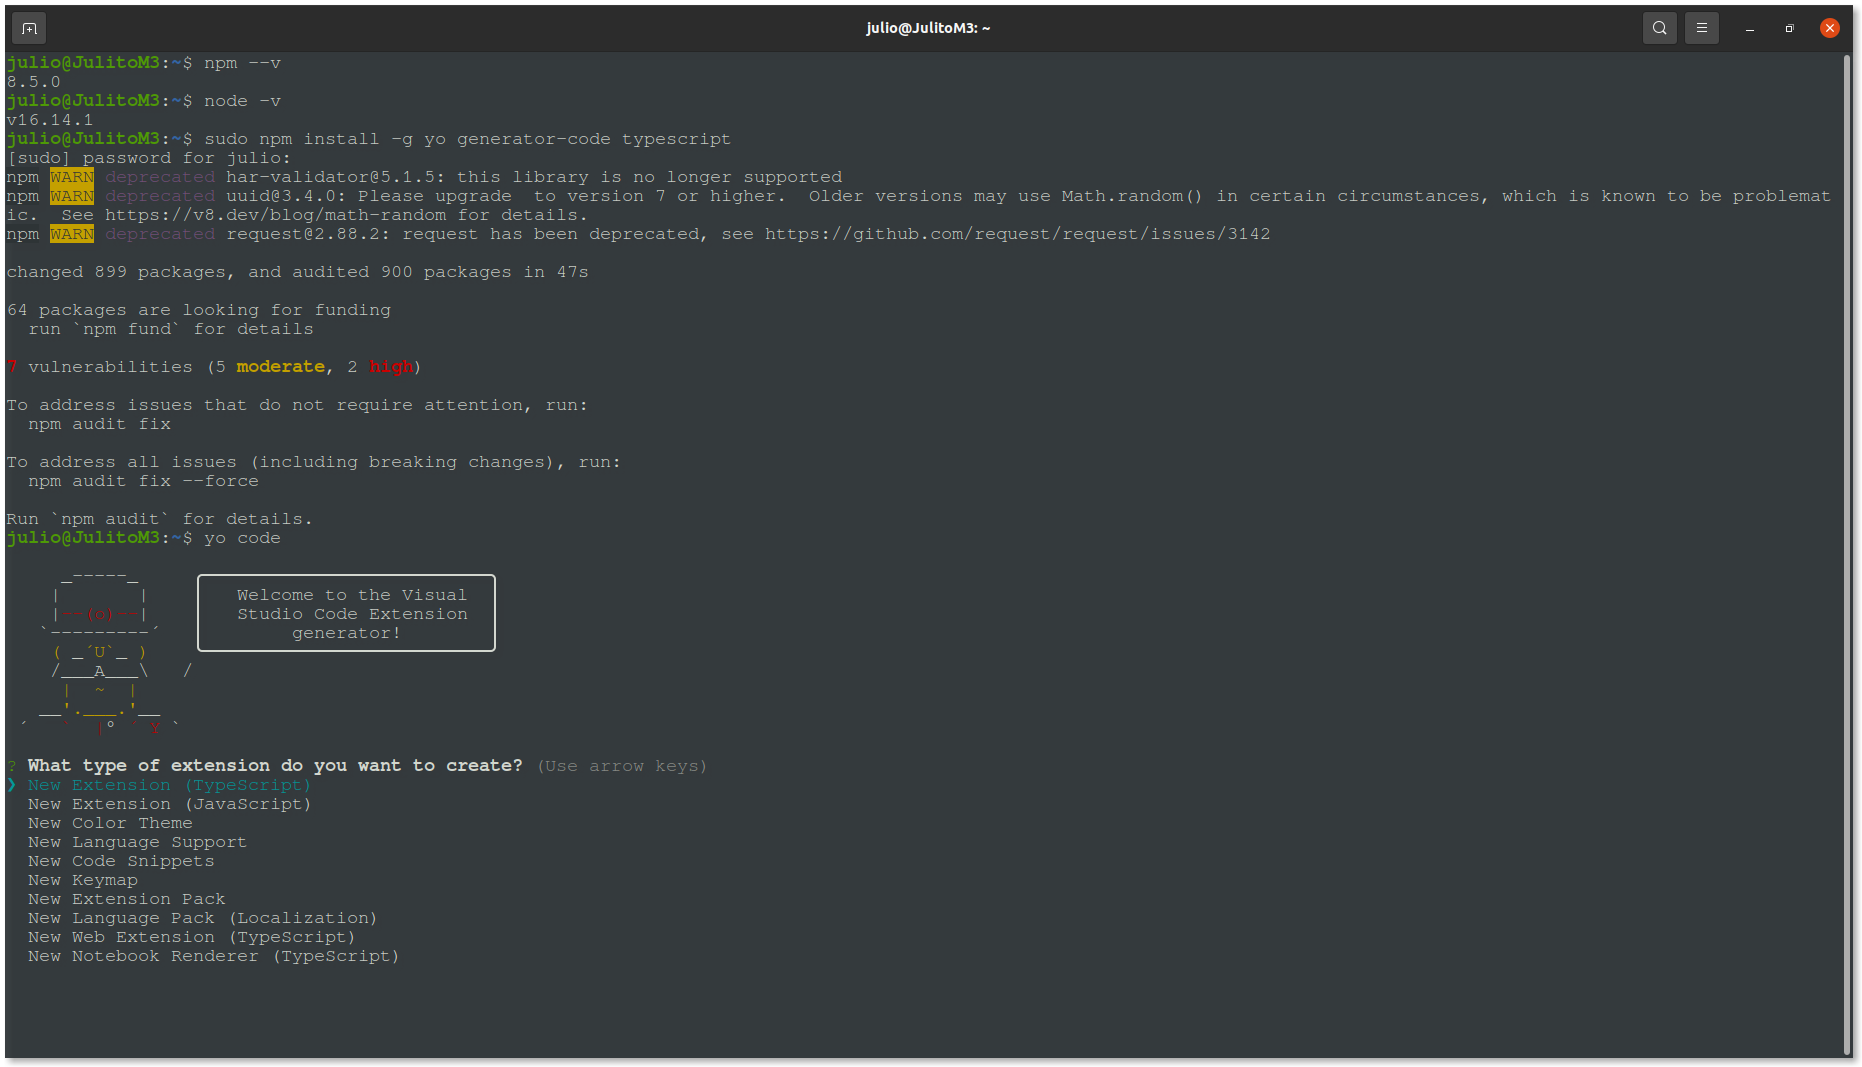 julio@JulitoM3: ~
julio@JulitoM3:~$ npm --v
8.5.0
julio@JulitoM3:~$ node -v
v16.14.1
julio@JulitoM3:~$ sudo npm install -g yo generator-code typescript
[sudo] password for julio:
npm WARN deprecated har-validator@5.1.5: this library is no longer supported
npm WARN deprecated uuid@3.4.0: Please upgrade  to version 7 or higher.  Older versions may use Math.random() in certain circumstances, which is known to be problemat
ic.  See https://v8.dev/blog/math-random for details.
npm WARN deprecated request@2.88.2: request has been deprecated, see https://github.com/request/request/issues/3142
changed 899 packages, and audited 900 packages in 47s
64 packages are looking for funding
  run `npm fund` for details
7 vulnerabilities (5 moderate, 2 high)
To address issues that do not require attention, run:
  npm audit fix
To address all issues (including breaking changes), run:
  npm audit fix --force
Run `npm audit` for details.
julio@JulitoM3:~$ yo code
     _-----_
    |       |
    |  (o)  |
   `---------´
    ( _´U`_ )
    /___A___\   /
     |  ~  |
   __'.___.'__
 ´   `  |° ´ Y `
Welcome to the Visual
Studio Code Extension
generator!
? What type of extension do you want to create? (Use arrow keys)
❯ New Extension (TypeScript)
  New Extension (JavaScript)
  New Color Theme
  New Language Support
  New Code Snippets
  New Keymap
  New Extension Pack
  New Language Pack (Localization)
  New Web Extension (TypeScript)
  New Notebook Renderer (TypeScript)